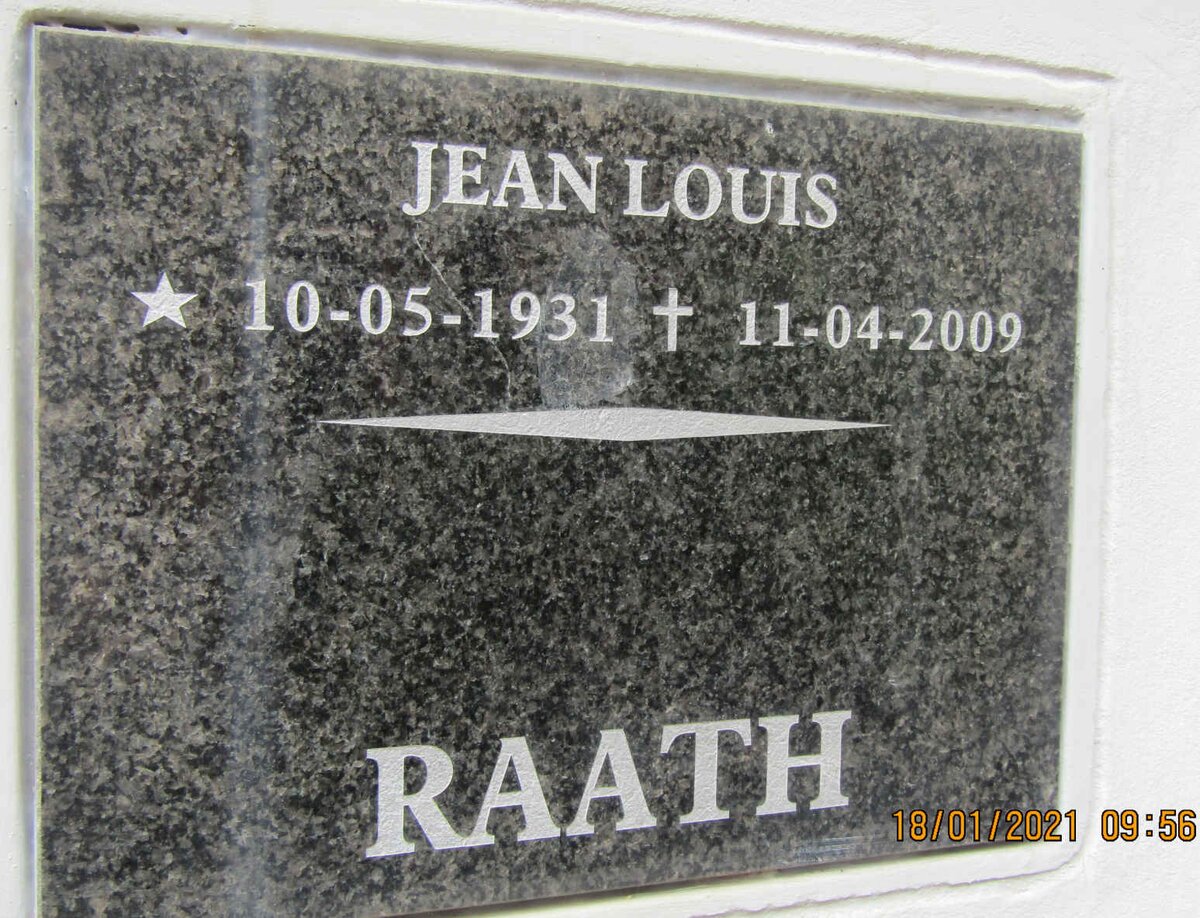 JEAN LOUIS
★ 10-05-1931 ✝ 11-04-2009
RAATH
18/01/2021 09:56